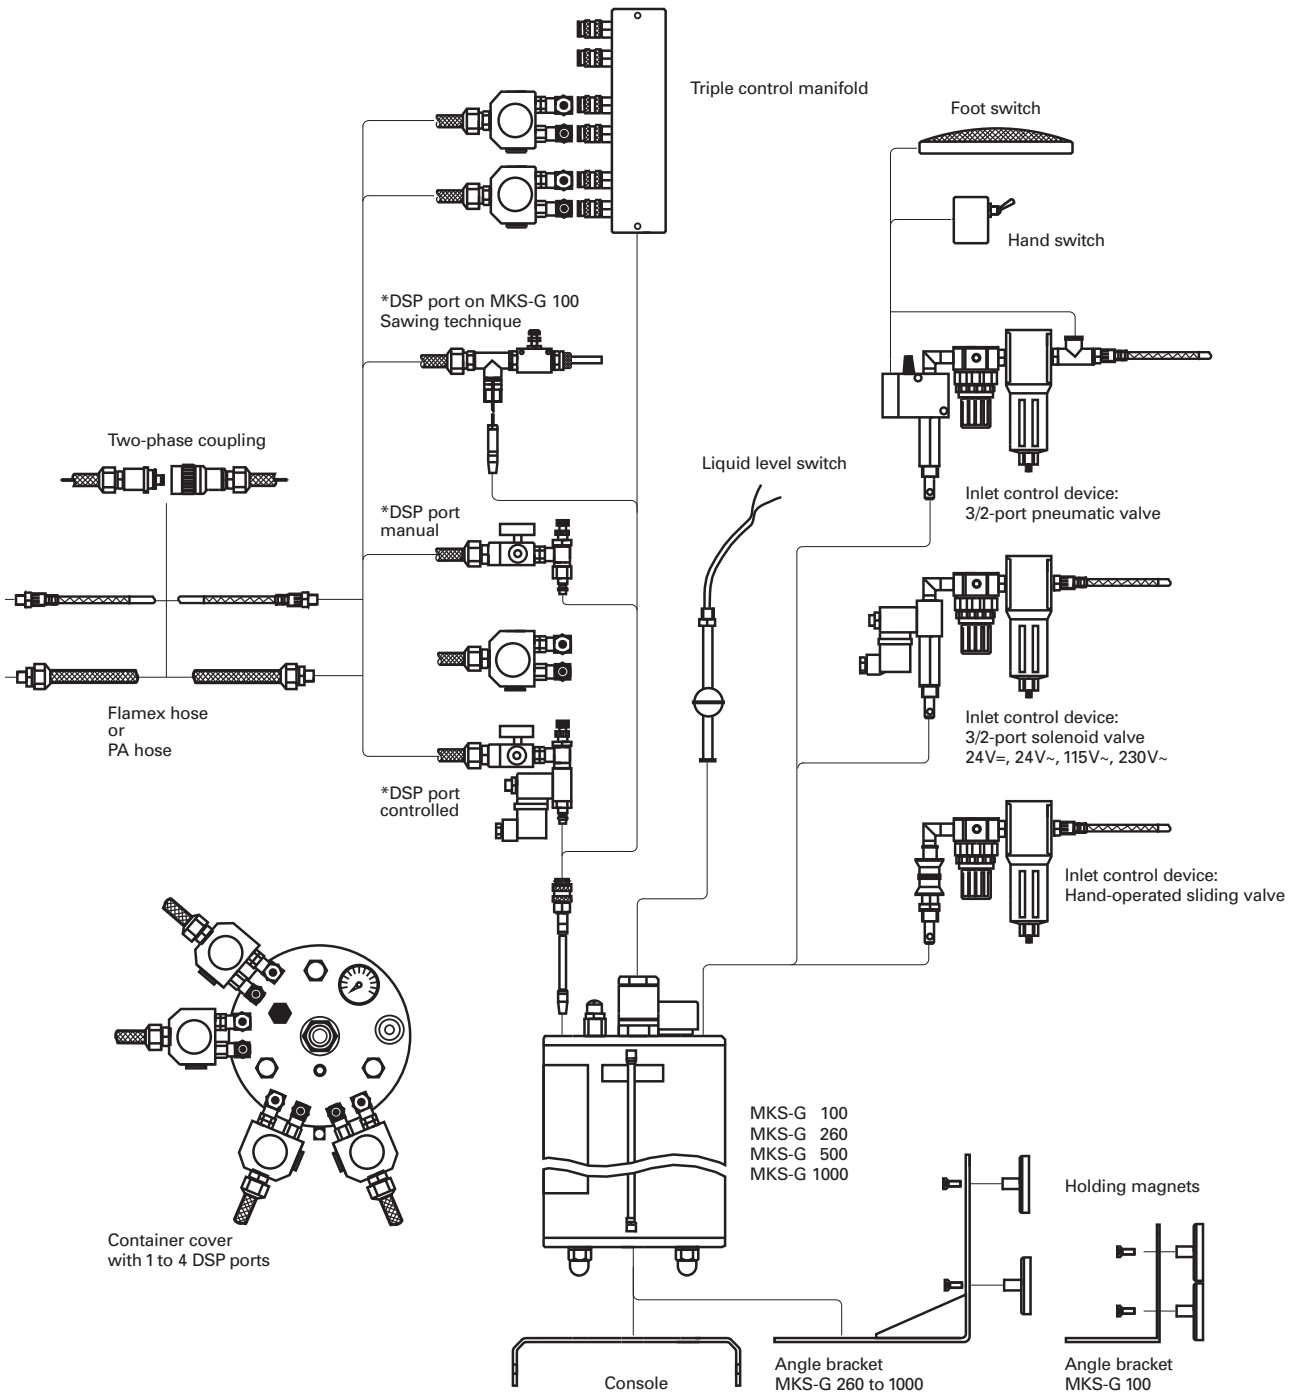 Triple control manifold
Foot switch
Hand switch
*DSP port on MKS-G 100
Sawing technique
Two-phase coupling
Liquid level switch
Inlet control device:
3/2-port pneumatic valve
*DSP port
manual
Flamex hose
or
PA hose
Inlet control device:
3/2-port solenoid valve
24V=, 24V~, 115V~, 230V~
*DSP port
controlled
Inlet control device:
Hand-operated sliding valve
MKS-G 100
MKS-G 260
MKS-G 500
MKS-G 1000
Holding magnets
Container cover
with 1 to 4 DSP ports
Console
Angle bracket
MKS-G 260 to 1000
Angle bracket
MKS-G 100